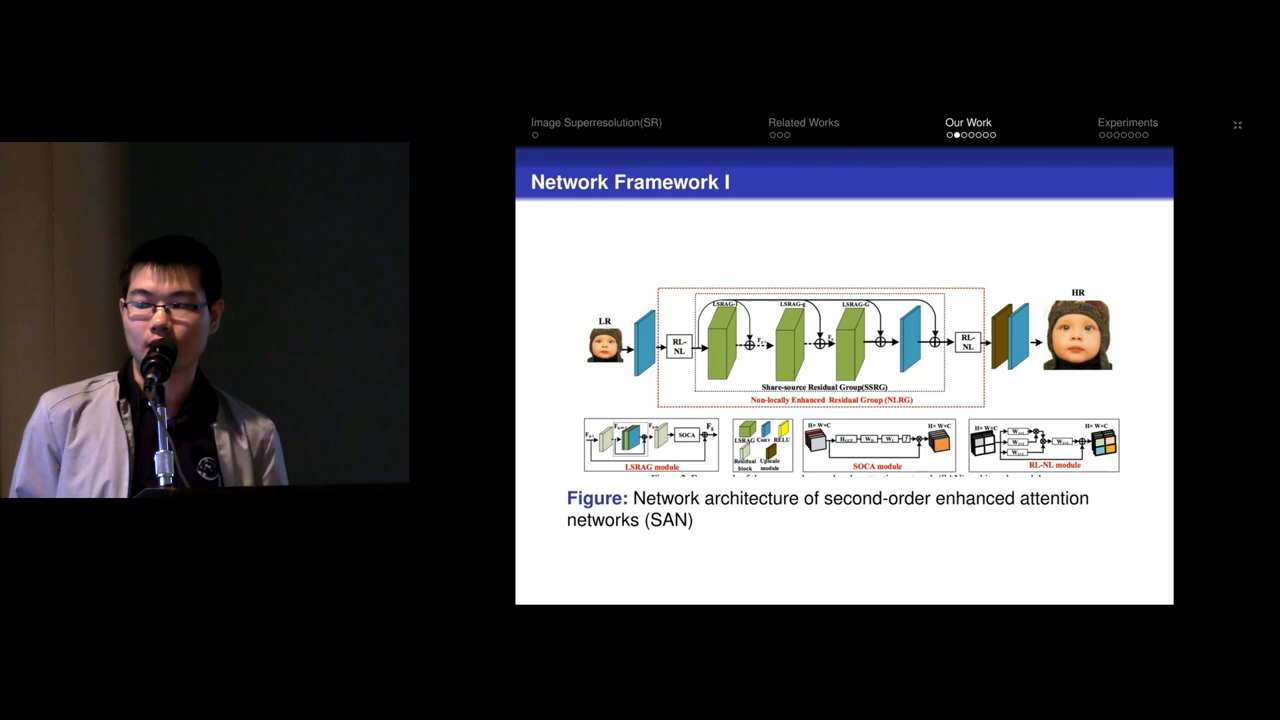 Image Superresolution(SR) Related Works Our Work Experiments
Network Framework I
LR
RL-NL
LSRAG-1
LSRAG-g
LSRAG-G
RL-NL
HR
Share-source Residual Group(SSRG)
Non-locally Enhanced Residual Group (NLRG)
SOCA
LSRAG module
LSRAG Conv RELU
Residual block
Upscale module
H× W×C
H× W×C
SOCA module
H× W×C
H× W×C
RL-NL module
Figure: Network architecture of second-order enhanced attention
networks (SAN)